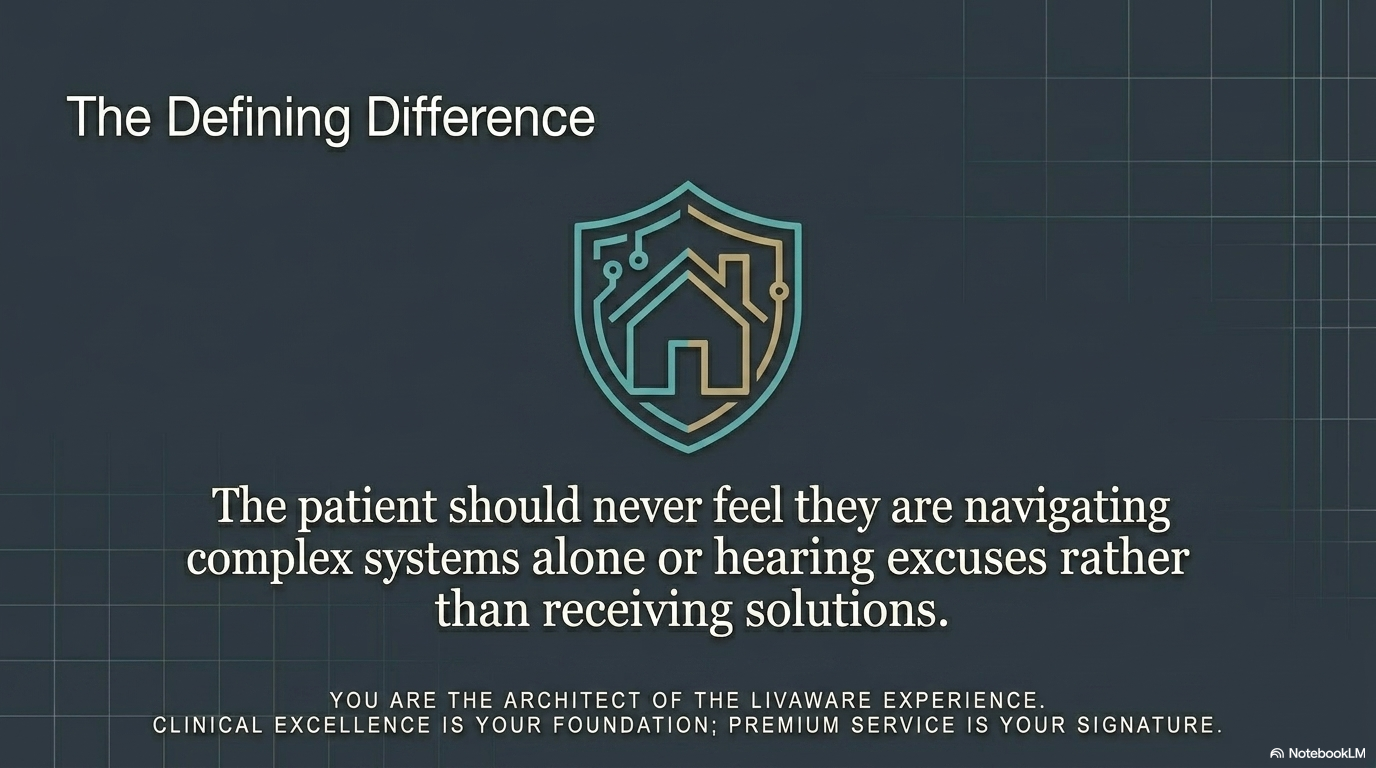 The Defining Difference
The patient should never feel they are navigating
complex systems alone or hearing excuses rather
than receiving solutions.
YOU ARE THE ARCHITECT OF THE LIVAWARE EXPERIENCE.
CLINICAL EXCELLENCE IS YOUR FOUNDATION; PREMIUM SERVICE IS YOUR SIGNATURE.
NotebookLM